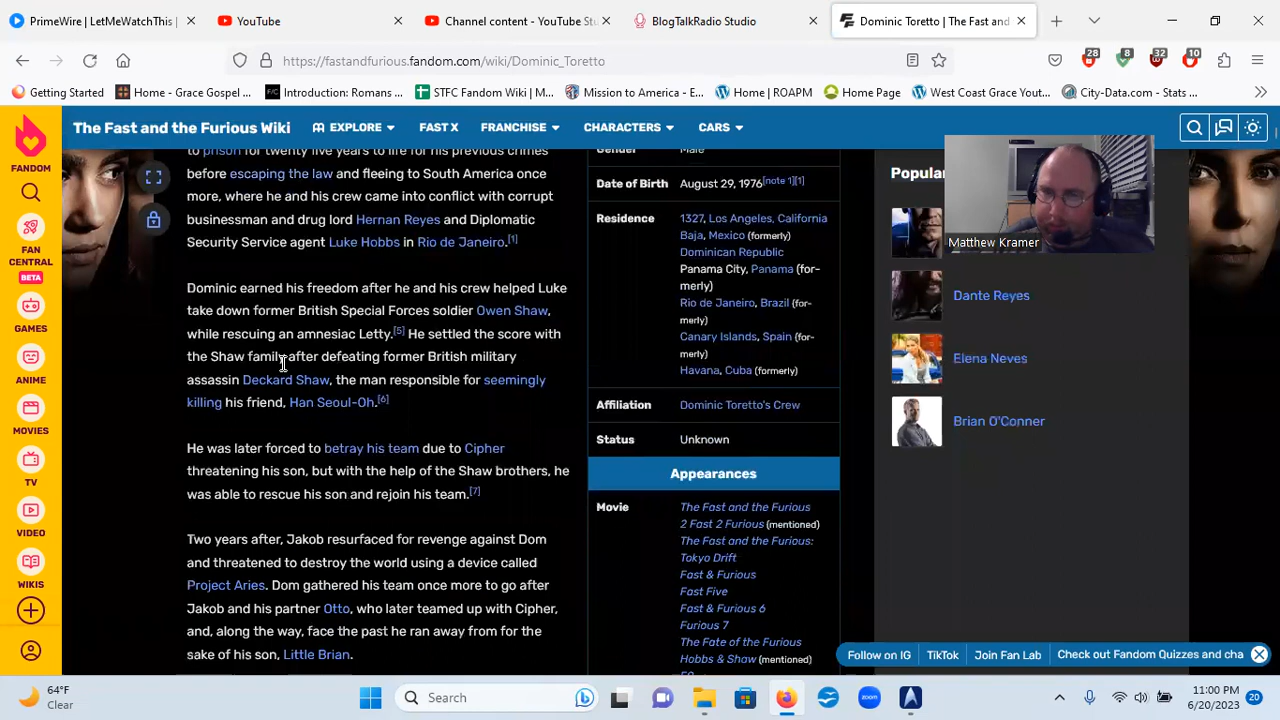 PrimeWire | LetMeWatchThis |
YouTube
Channel content - YouTube Stu
BlogTalkRadio Studio
Dominic Toretto | The Fast and
https://fastandfurious.fandom.com/wiki/Dominic_Toretto
28
8
32
10
Getting Started
Home - Grace Gospel ...
Introduction: Romans ...
STFC Fandom Wiki | M...
Mission to America - E...
Home | ROAPM
Home Page
West Coast Grace Yout...
City-Data.com - Stats ...
The Fast and the Furious Wiki
EXPLORE
FAST X
FRANCHISE
CHARACTERS
CARS
FANDOM
FAN CENTRAL
BETA
GAMES
ANIME
MOVIES
TV
VIDEO
WIKIS
to prison for twenty five years to life for his previous crimes
before escaping the law and fleeing to South America once
more, where he and his crew came into conflict with corrupt
businessman and drug lord Hernan Reyes and Diplomatic
Security Service agent Luke Hobbs in Rio de Janeiro.[1]
Dominic earned his freedom after he and his crew helped Luke
take down former British Special Forces soldier Owen Shaw,
while rescuing an amnesiac Letty.[5] He settled the score with
the Shaw family after defeating former British military
assassin Deckard Shaw, the man responsible for seemingly
killing his friend, Han Seoul-Oh.[6]
He was later forced to betray his team due to Cipher
threatening his son, but with the help of the Shaw brothers, he
was able to rescue his son and rejoin his team.[7]
Two years after, Jakob resurfaced for revenge against Dom
and threatened to destroy the world using a device called
Project Aries. Dom gathered his team once more to go after
Jakob and his partner Otto, who later teamed up with Cipher,
and, along the way, face the past he ran away from for the
sake of his son, Little Brian.
Gender Male
Date of Birth August 29, 1976[note 1][1]
Residence 1327, Los Angeles, California
Baja, Mexico (formerly)
Dominican Republic
Panama City, Panama (for-
merly)
Rio de Janeiro, Brazil (for-
merly)
Canary Islands, Spain (for-
merly)
Havana, Cuba (formerly)
Affiliation Dominic Toretto's Crew
Status Unknown
Appearances
Movie The Fast and the Furious
2 Fast 2 Furious (mentioned)
The Fast and the Furious:
Tokyo Drift
Fast & Furious
Fast Five
Fast & Furious 6
Furious 7
The Fate of the Furious
Hobbs & Shaw (mentioned)
F9
Popula
Matthew Kramer
Dante Reyes
Elena Neves
Brian O'Conner
Follow on IG
TikTok
Join Fan Lab
Check out Fandom Quizzes and cha
64°F
Clear
Search
11:00 PM
6/20/2023
20